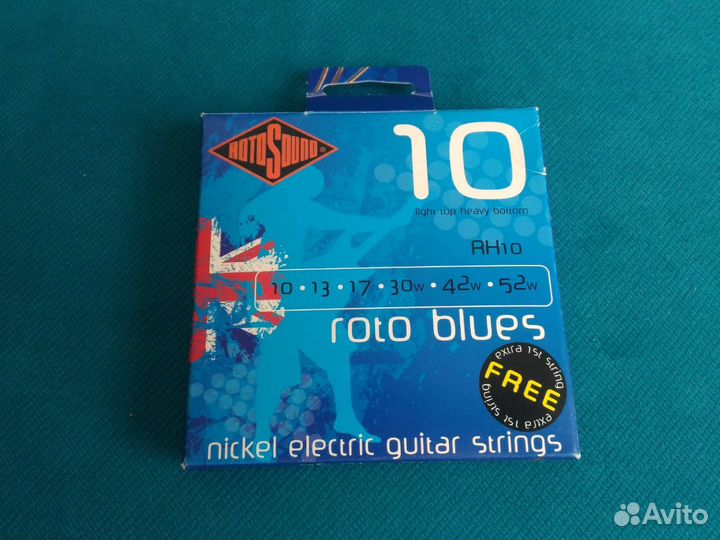 ROTOSOUND®
10
light top heavy bottom
RH10
10 • 13 • 17 • 30w • 42w • 52w
roto blues
extra 1st string
FREE
extra 1st string
nickel electric guitar strings
Avito